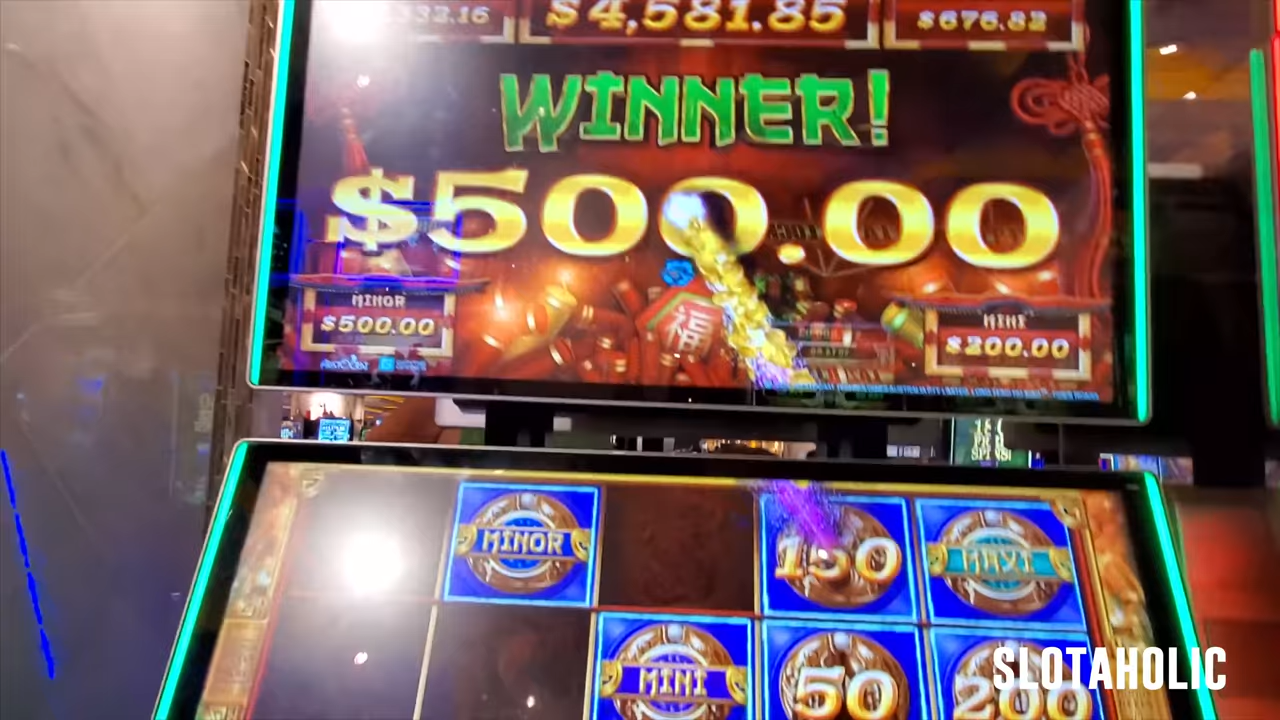 $4,581.85
$676.82
WINNER!
$500.00
MINOR
$500.00
MINI
$200.00
福
MINOR
150
MAXI
MINI
50
200
SLOTAHOLIC